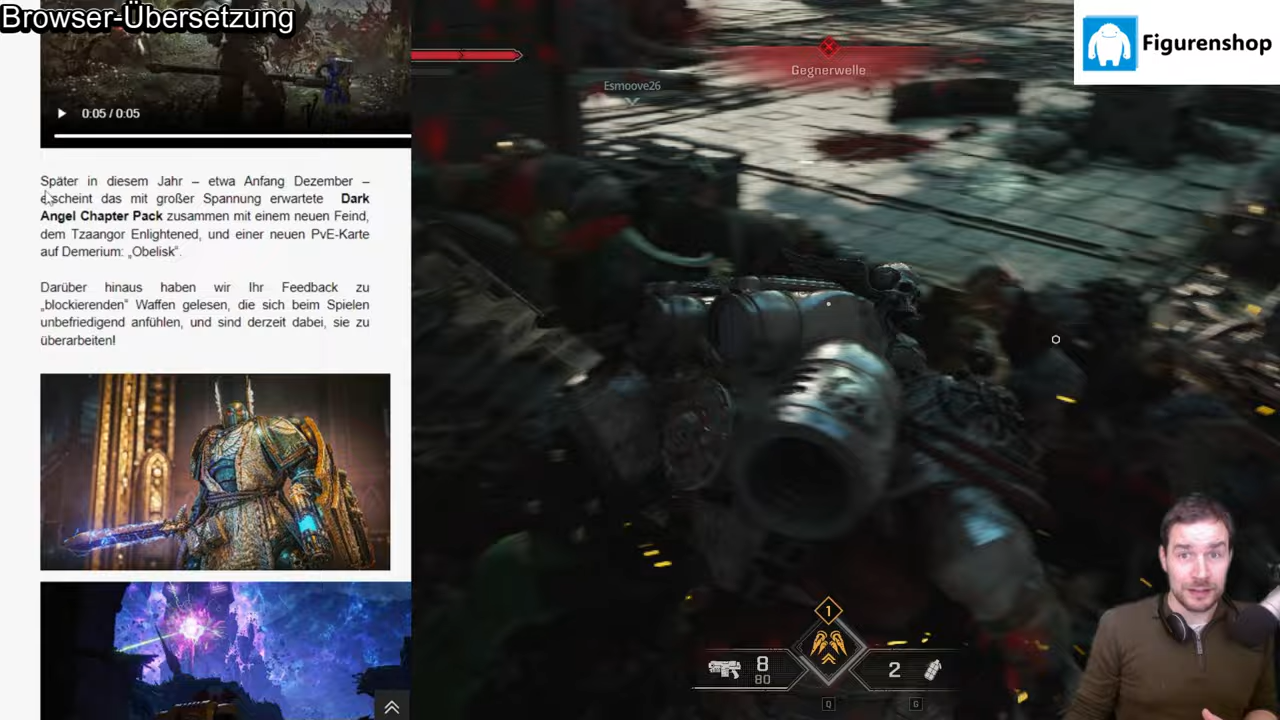 Browser-Übersetzung
Figurenshop
Gegnerwelle
Esmoove26
0:05 / 0:05
Später in diesem Jahr – etwa Anfang Dezember –
erscheint das mit großer Spannung erwartete Dark
Angel Chapter Pack zusammen mit einem neuen Feind,
dem Tzaangor Enlightened, und einer neuen PvE-Karte
auf Demerium: „Obelisk“.
Darüber hinaus haben wir Ihr Feedback zu
„blockierenden“ Waffen gelesen, die sich beim Spielen
unbefriedigend anfühlen, und sind derzeit dabei, sie zu
überarbeiten!
1
8
80
2
Q
G